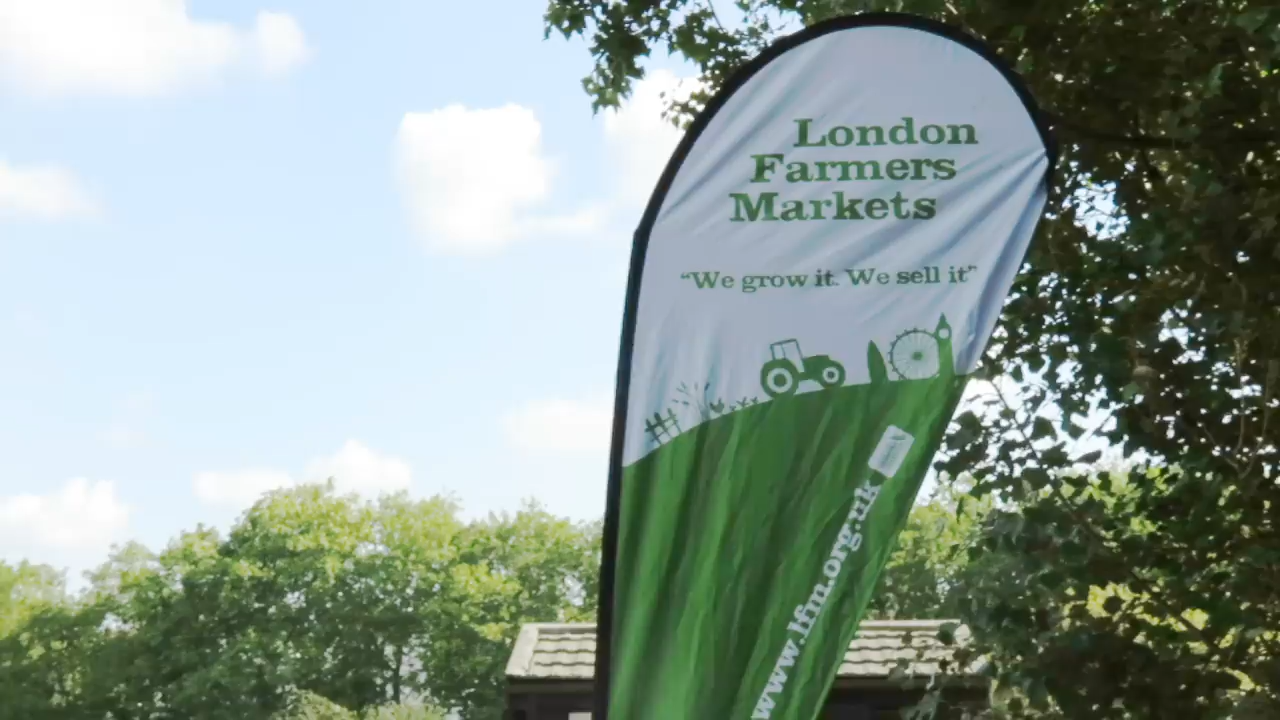 London
Farmers
Markets
“We grow it. We sell it”
www.lfm.org.uk